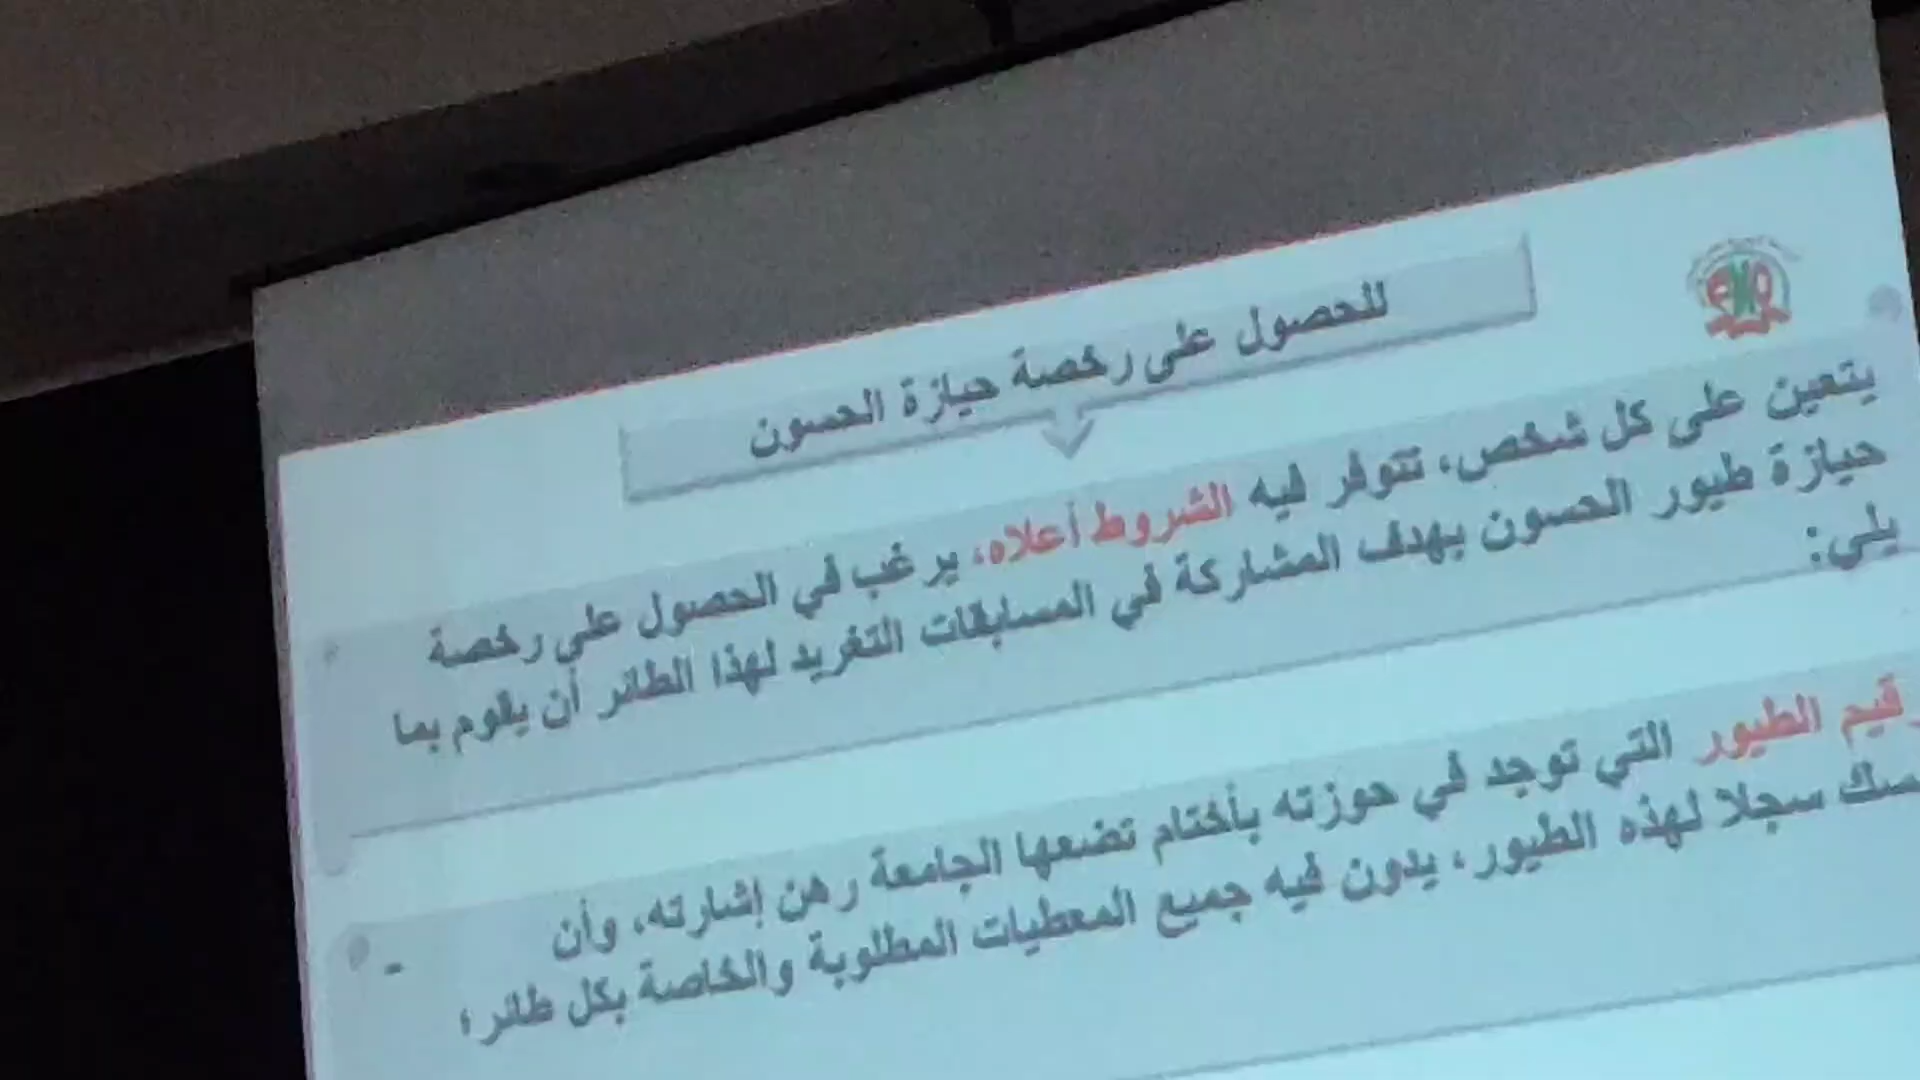 للحصول على رخصة حيازة الحسون
يتعين على كل شخص، تتوفر فيه الشروط أعلاه، يرغب في الحصول على رخصة
حيازة طيور الحسون بهدف المشاركة في المسابقات التغريد لهذا الطائر أن يقوم بما
يلي:
الطيور التي توجد في حوزته بأختام تضعها الجامعة رهن إشارته، وأن -
سجلا لهذه الطيور، يدون فيه جميع المعطيات المطلوبة والخاصة بكل طائر؛